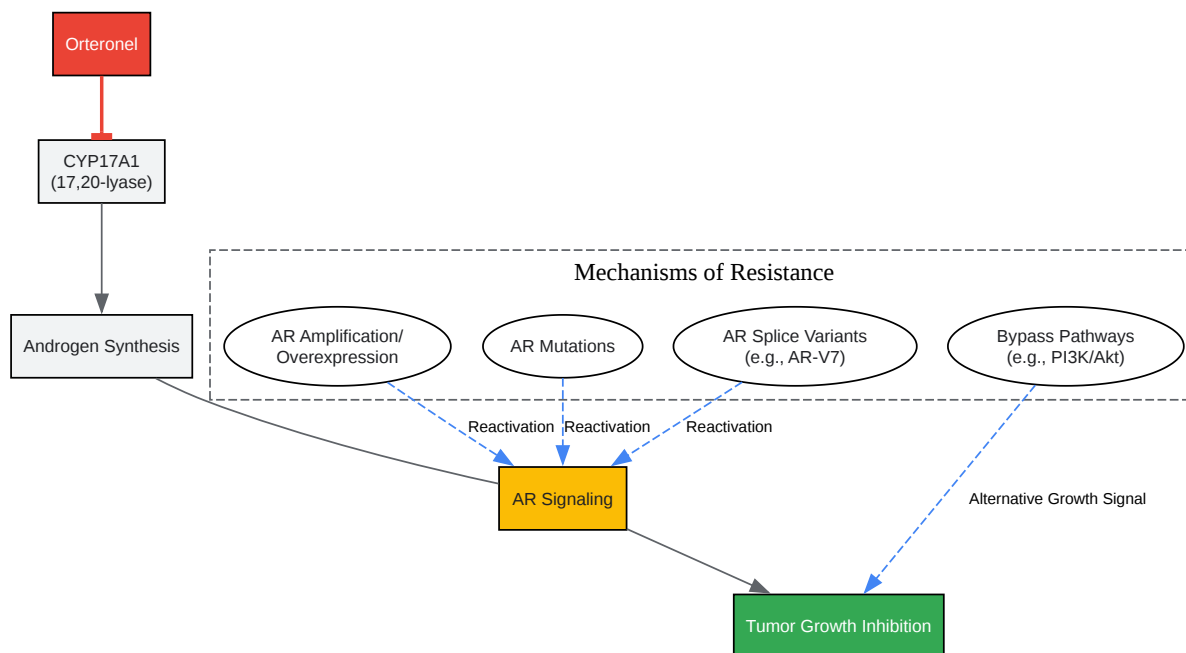 Orteronel
CYP17A1
(17,20-lyase)
Mechanisms of Resistance
Androgen Synthesis
AR Amplification/
Overexpression
AR Mutations
AR Splice Variants
(e.g., AR-V7)
Bypass Pathways
(e.g., PI3K/Akt)
Reactivation
Reactivation
Reactivation
AR Signaling
Alternative Growth Signal
Tumor Growth Inhibition